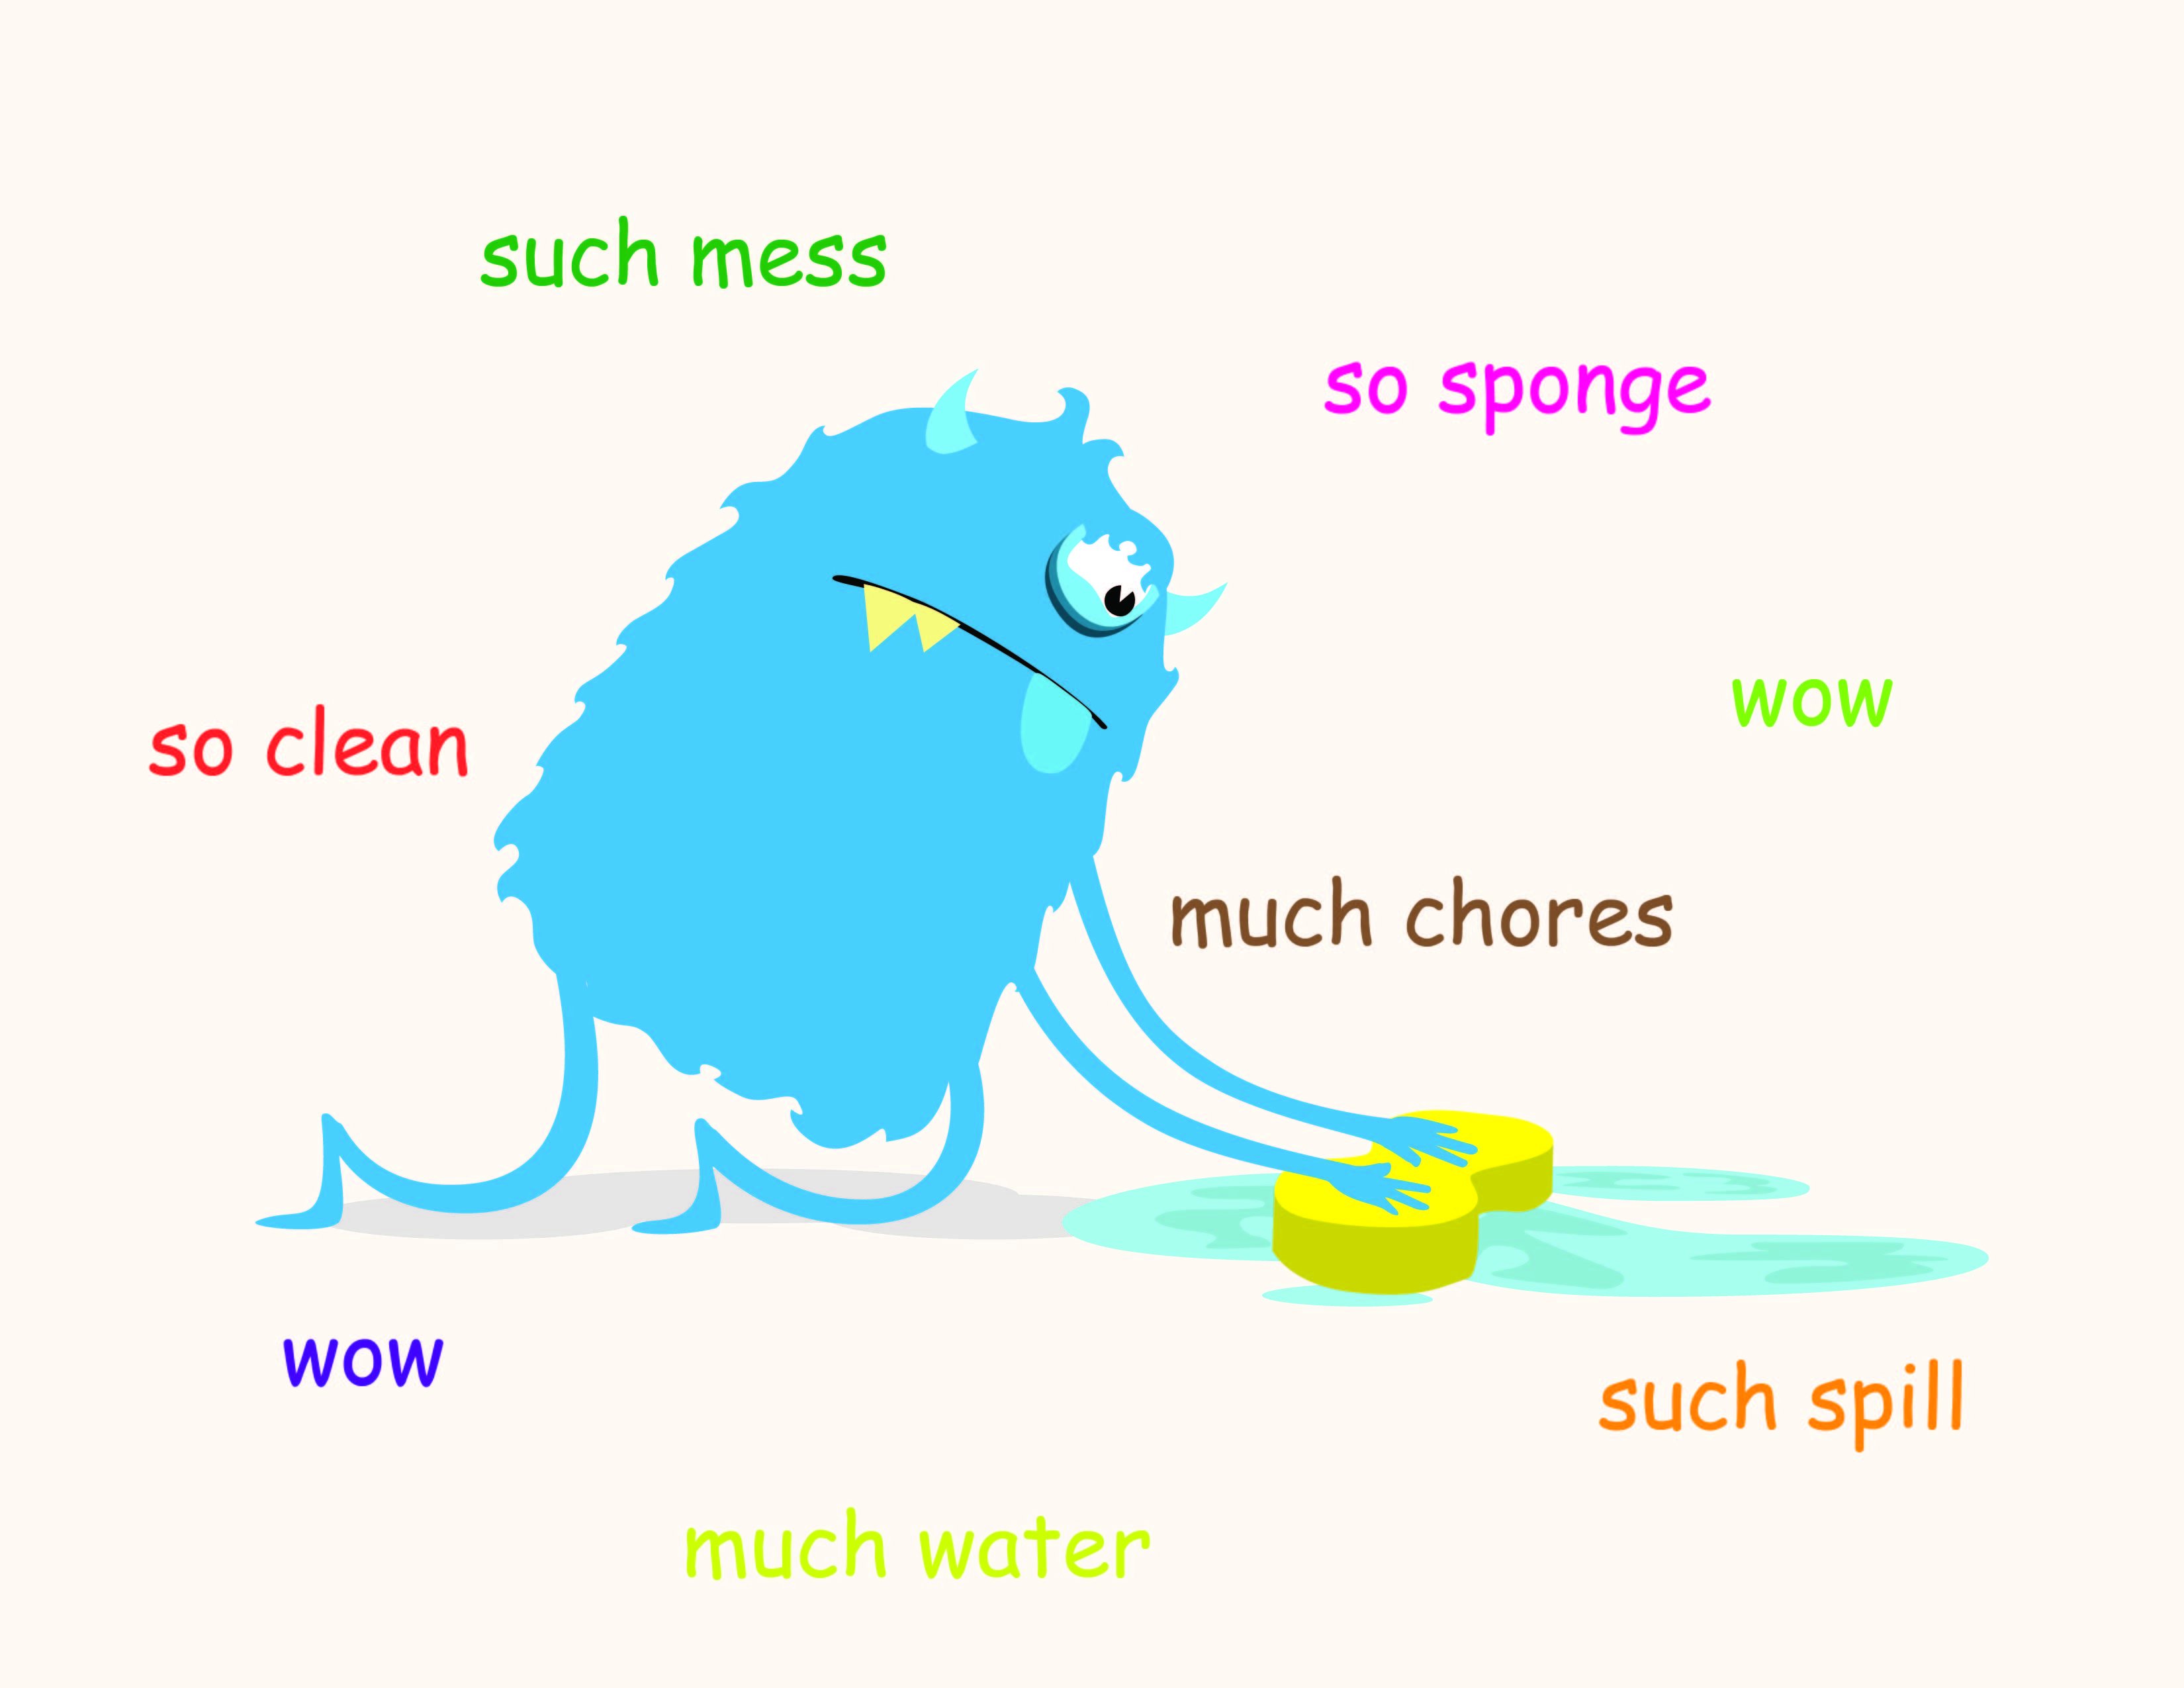 such mess
so sponge
so clean
wow
much chores
wow
such spill
much water